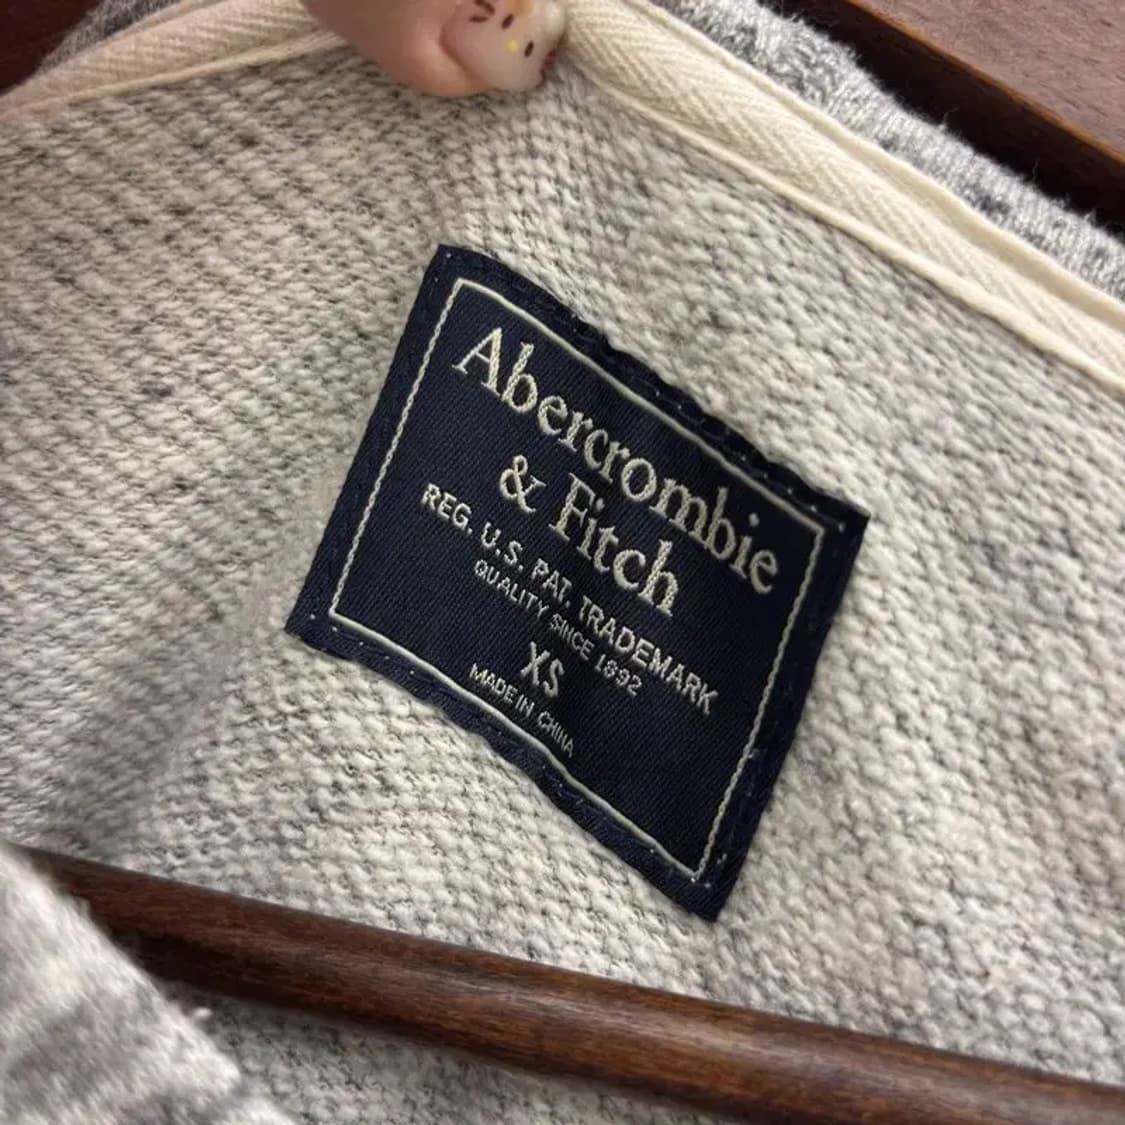 Abercrombie
& Fitch
REG. U.S. PAT. TRADEMARK
QUALITY SINCE 1892
XS
MADE IN CHINA